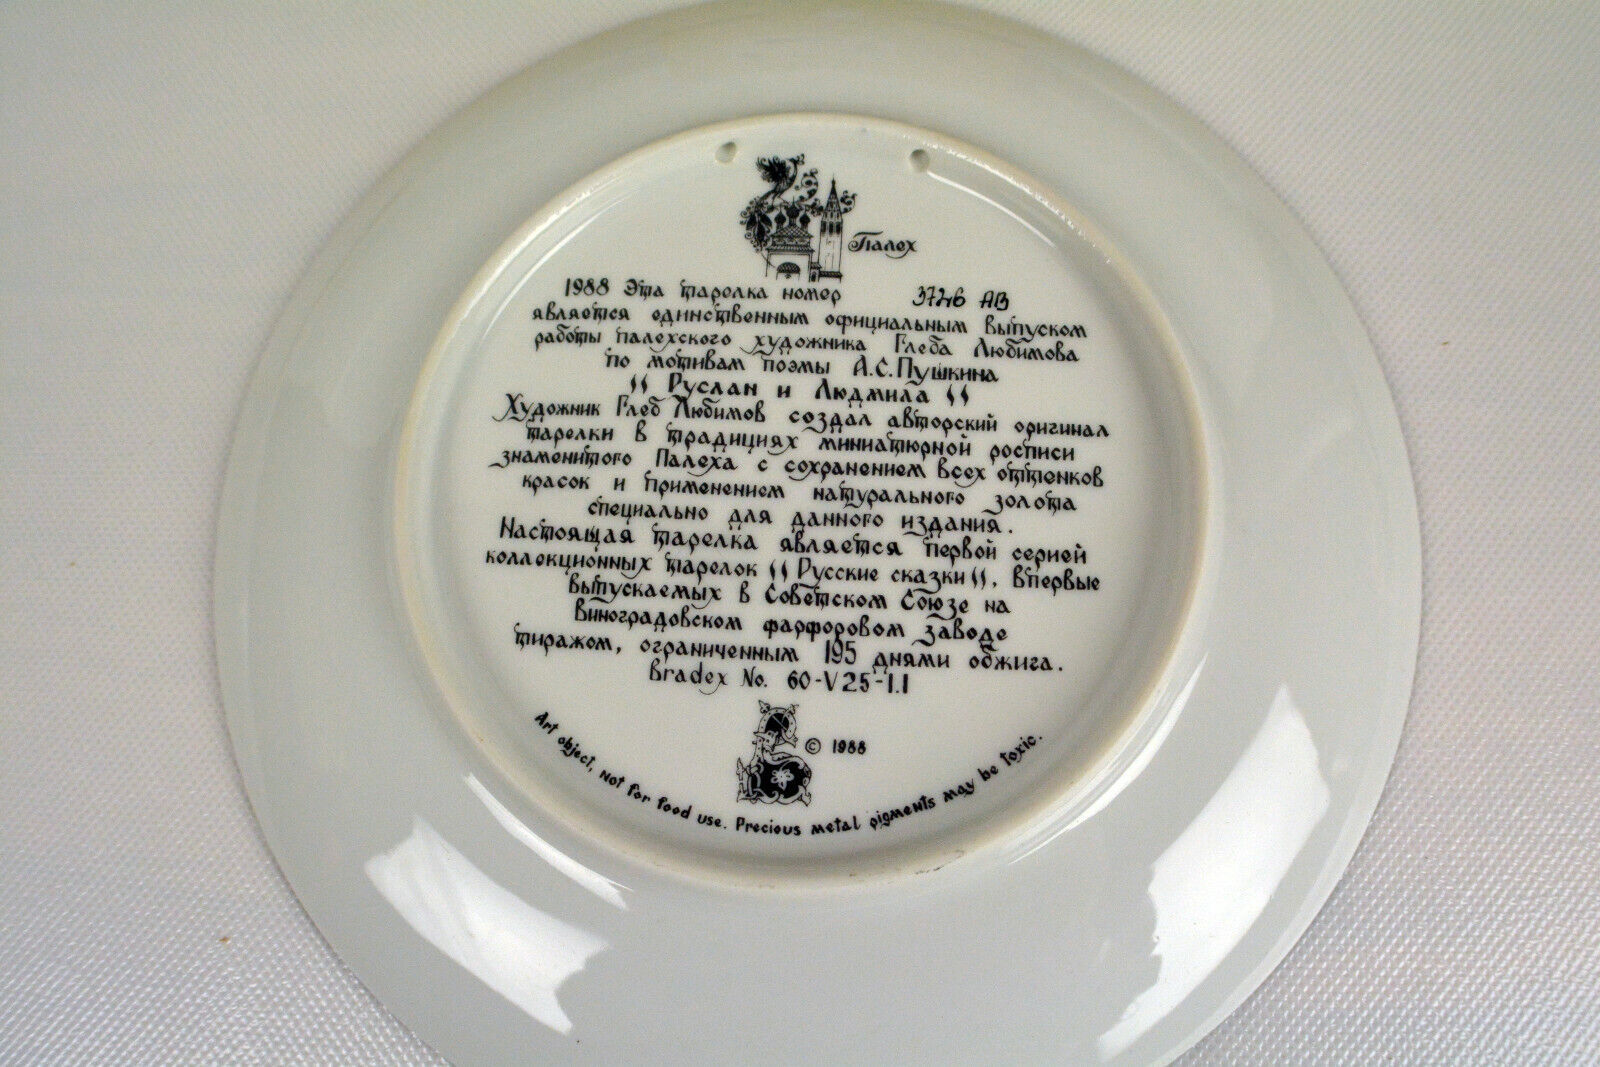 Палех
1988 Эта тарелка номер 3726 АВ
является единственным официальным выпуском
работы палехского художника Глеба Любимова
по мотивам поэмы А.С.Пушкина
"Руслан и Людмила"
Художник Глеб Любимов создал авторский оригинал
тарелки в традициях миниатюрной росписи
знаменитого Палеха с сохранением всех оттенков
красок и применением натурального золота
специально для данного издания.
Настоящая тарелка является первой серией
коллекционных тарелок "Русские сказки", впервые
выпускаемых в Советском Союзе на
Виноградовском фарфоровом заводе
тиражом, ограниченным 195 днями обжига.
Bradex No. 60-V25-1.1
© 1988
Art object, not for food use. Precious metal pigments may be toxic.